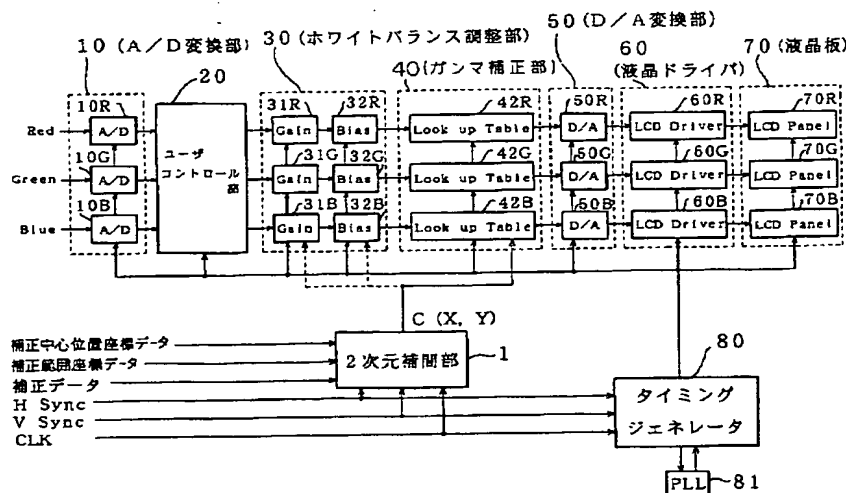 10 (A/D変換部)
20
30 (ホワイトバランス調整部)
40 (ガンマ補正部)
50 (D/A変換部)
60
(液晶ドライバ)
70 (液晶板)
10R
31R
32R
42R
50R
60R
70R
Red
A/D
Gain
Bias
Look up Table
D/A
LCD Driver
LCD Panel
10G
ユーザ
コントロール
部
31G
32G
42G
50G
60G
70G
Green
A/D
Gain
Bias
Look up Table
D/A
LCD Driver
LCD Panel
10B
31B
32B
42B
50B
60B
70B
Blue
A/D
Gain
Bias
Look up Table
D/A
LCD Driver
LCD Panel
C (X, Y)
補正中心位置座標データ
補正範囲座標データ
補正データ
H Sync
V Sync
CLK
2次元補間部
1
80
タイミング
ジェネレータ
PLL
81